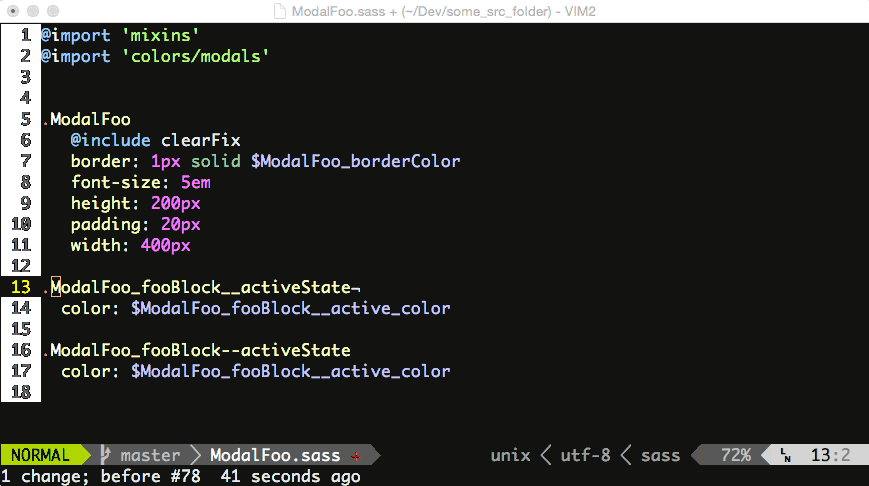 ModalFoo.sass + (~/Dev/some_src_folder) - VIM2
1 @import 'mixins'
2 @import 'colors/modals'
3
4
5 .ModalFoo
6 @include clearFix
7 border: 1px solid $ModalFoo_borderColor
8 font-size: 5em
9 height: 200px
10 padding: 20px
11 width: 400px
12
13 .ModalFoo_fooBlock__activeState¬
14 color: $ModalFoo_fooBlock__active_color
15
16 .ModalFoo_fooBlock--activeState
17 color: $ModalFoo_fooBlock__active_color
18
NORMAL master ModalFoo.sass + unix utf-8 sass 72% LN 13:2
1 change; before #78 41 seconds ago